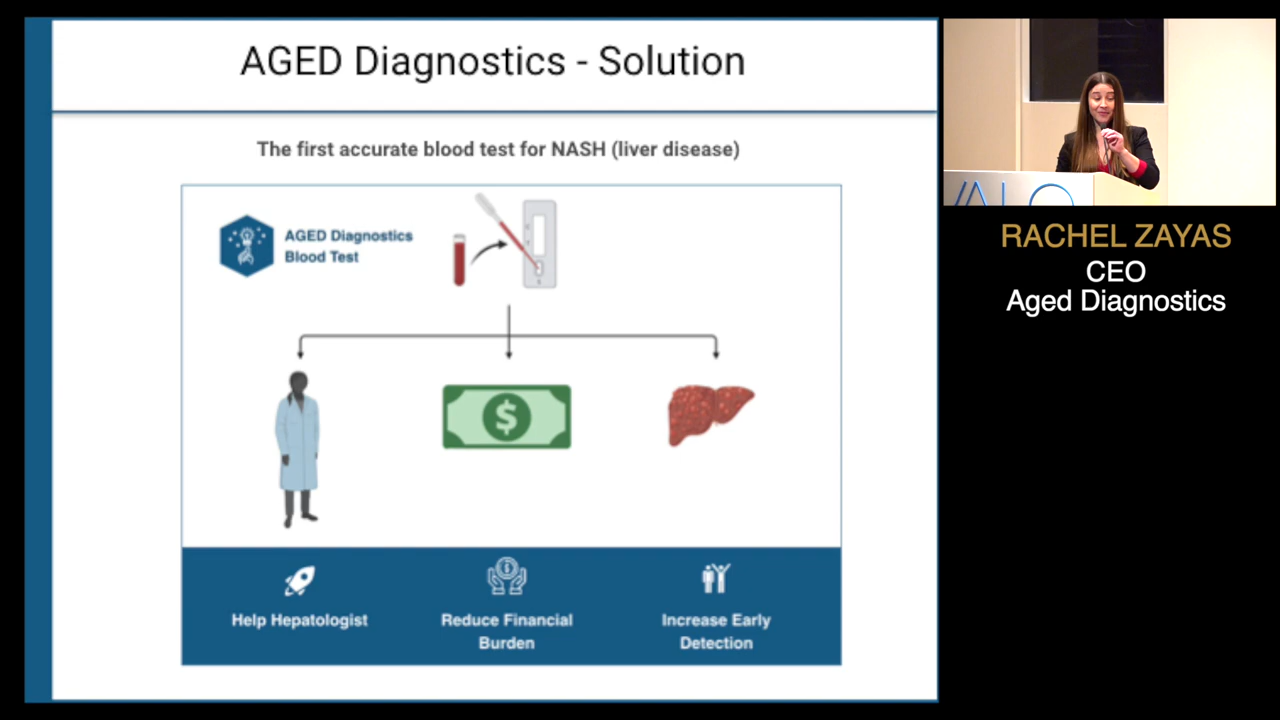 AGED Diagnostics - Solution
The first accurate blood test for NASH (liver disease)
AGED Diagnostics
Blood Test
Help Hepatologist
Reduce Financial
Burden
Increase Early
Detection
RACHEL ZAYAS
CEO
Aged Diagnostics